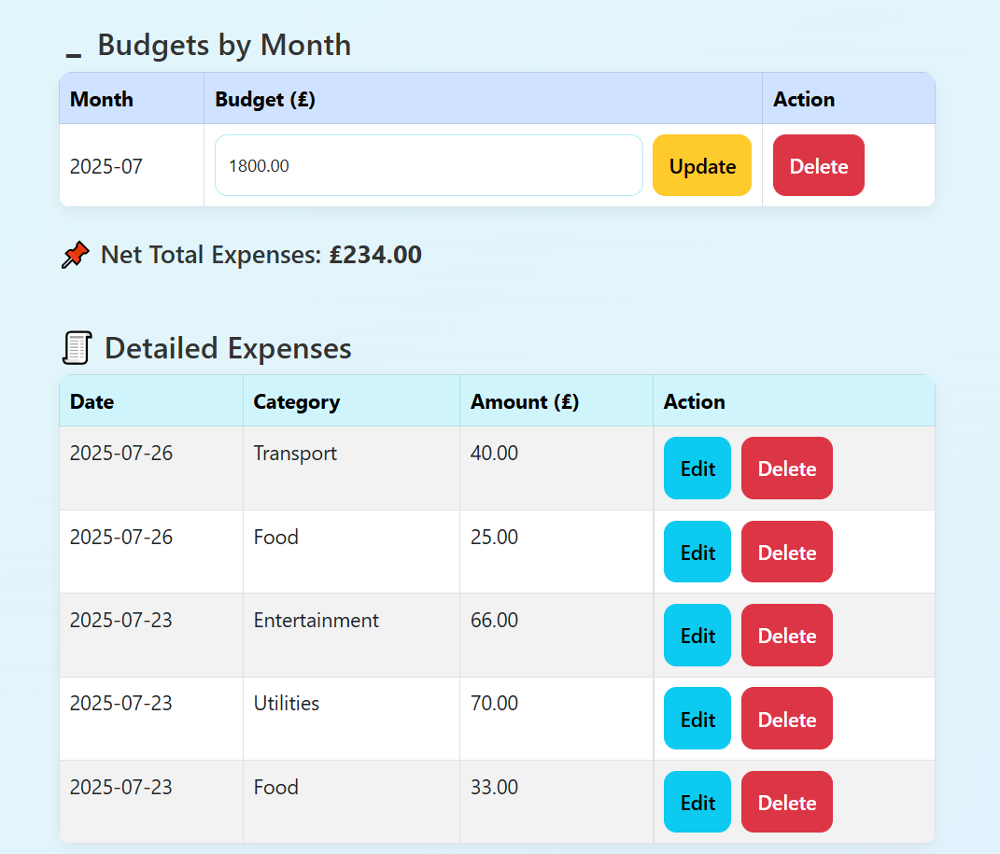 _ Budgets by Month
Month Budget (£) Action
2025-07 1800.00 Update Delete
Net Total Expenses: £234.00
Detailed Expenses
Date Category Amount (£) Action
2025-07-26 Transport 40.00 Edit Delete
2025-07-26 Food 25.00 Edit Delete
2025-07-23 Entertainment 66.00 Edit Delete
2025-07-23 Utilities 70.00 Edit Delete
2025-07-23 Food 33.00 Edit Delete